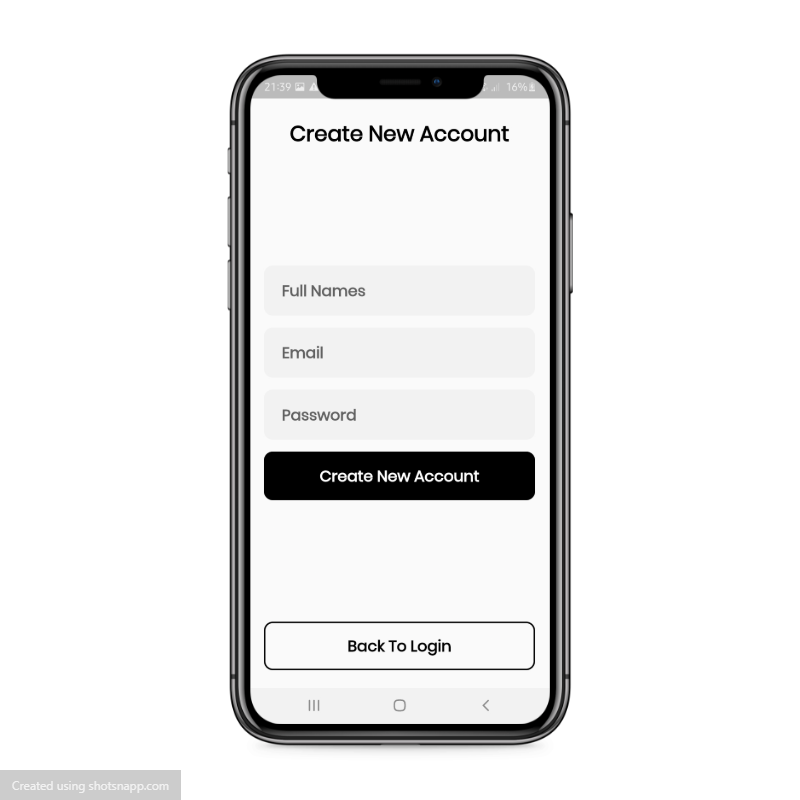 21:39 16%
Create New Account
Full Names
Email
Password
Create New Account
Back To Login
Created using shotsnapp.com